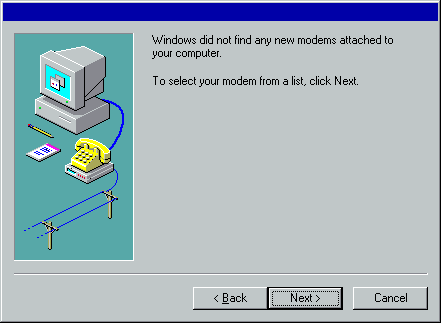 Windows did not find any new modems attached to
your computer.
To select your modem from a list, click Next.
< Back
Next >
Cancel